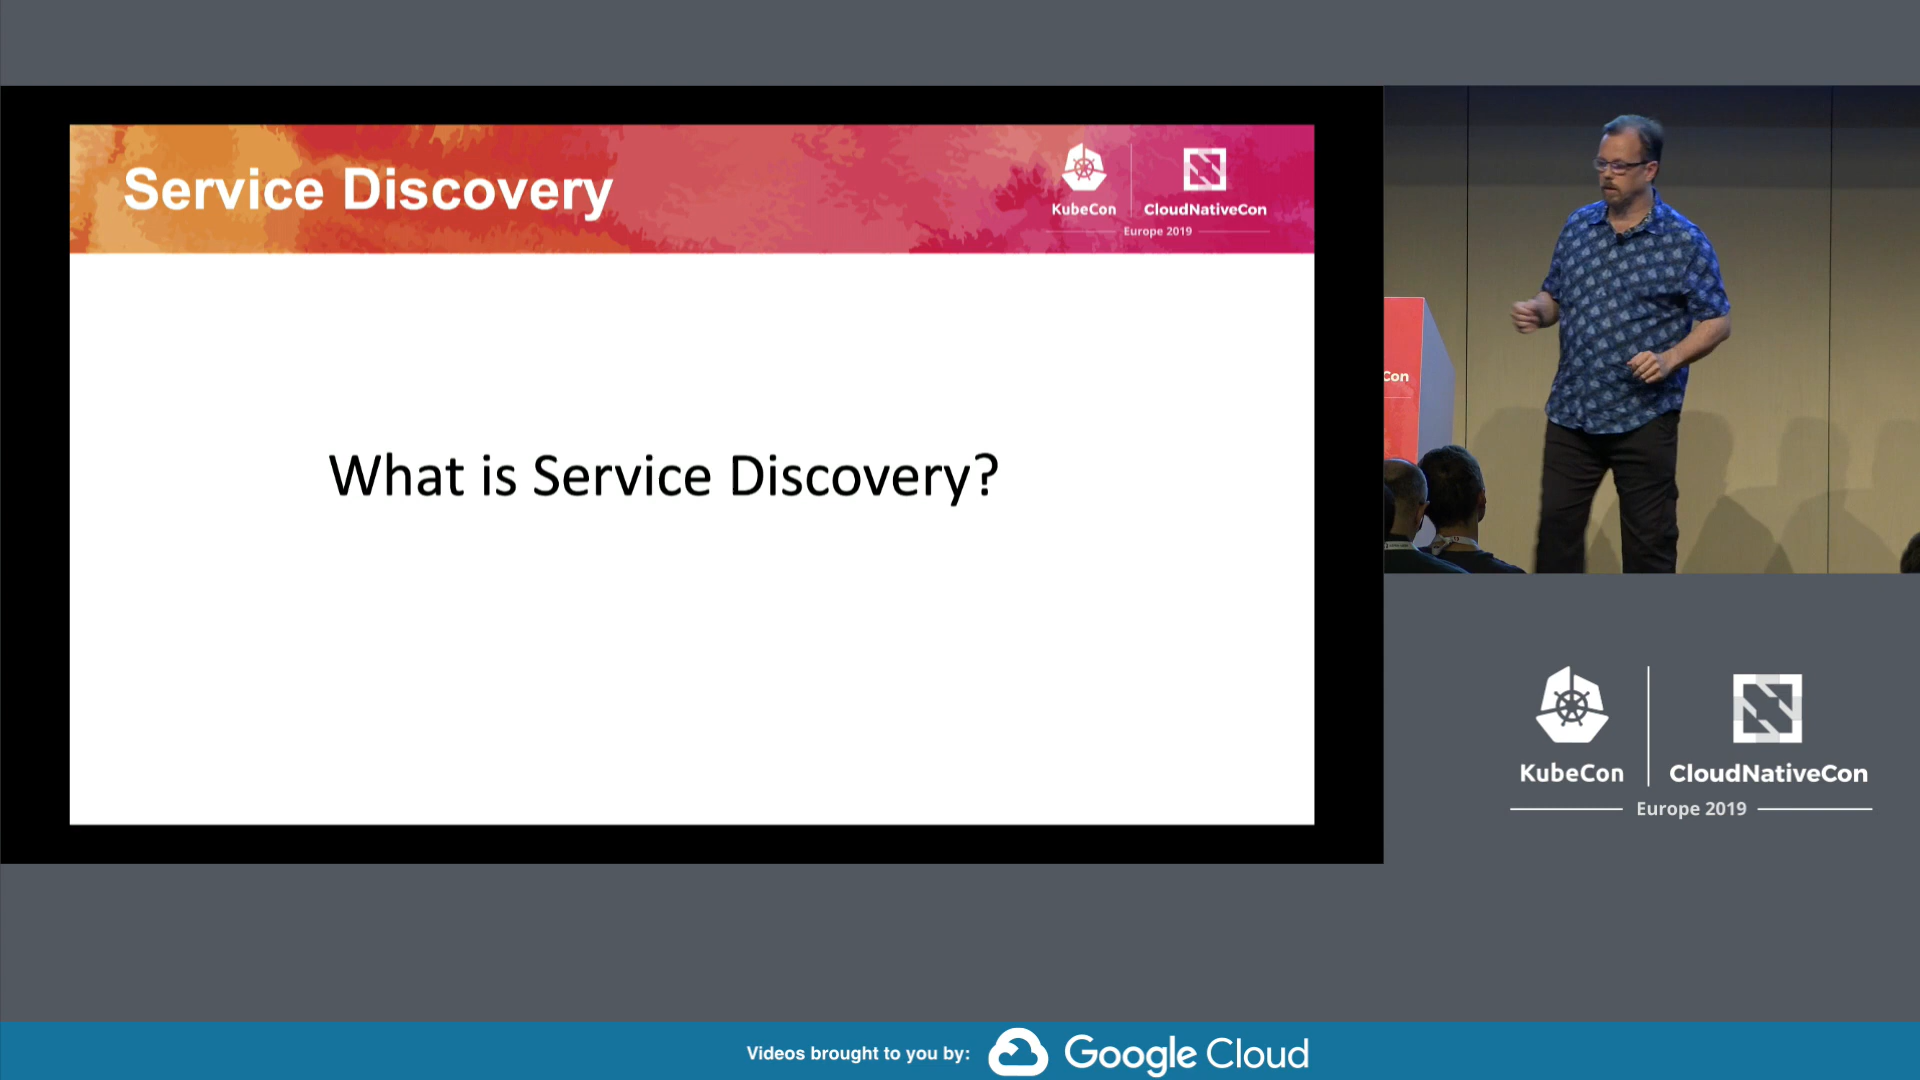 Service Discovery
KubeCon
CloudNativeCon
Europe 2019
What is Service Discovery?
Con
KubeCon
CloudNativeCon
Europe 2019
Videos brought to you by:
Google Cloud